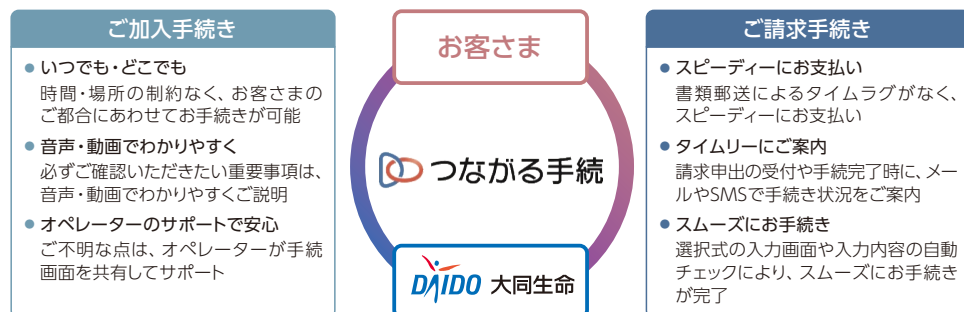 ご加入手続き
● いつでも・どこでも
時間・場所の制約なく、お客さまの
ご都合にあわせてお手続きが可能
● 音声・動画でわかりやすく
必ずご確認いただきたい重要事項は、
音声・動画でわかりやすくご説明
● オペレーターのサポートで安心
ご不明な点は、オペレーターが手続
画面を共有してサポート
お客さま
つながる手続
DAIDO 大同生命
ご請求手続き
● スピーディーにお支払い
書類郵送によるタイムラグがなく、
スピーディーにお支払い
● タイムリーにご案内
請求申出の受付や手続完了時に、メー
ルやSMSで手続き状況をご案内
● スムーズにお手続き
選択式の入力画面や入力内容の自動
チェックにより、スムーズにお手続き
が完了